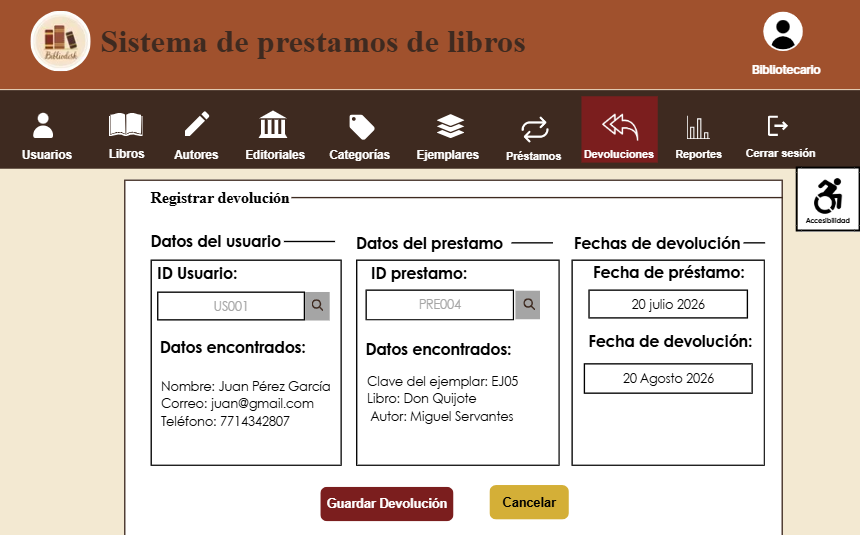 Bibliodesk
Sistema de prestamos de libros
Bibliotecario
Usuarios
Libros
Autores
Editoriales
Categorías
Ejemplares
Préstamos
Devoluciones
Reportes
Cerrar sesión
Accesibilidad
Registrar devolución
Datos del usuario
ID Usuario:
US001
Datos encontrados:
Nombre: Juan Pérez García
Correo: juan@gmail.com
Teléfono: 7714342807
Datos del prestamo
ID prestamo:
PRE004
Datos encontrados:
Clave del ejemplar: EJ05
Libro: Don Quijote
Autor: Miguel Servantes
Fechas de devolución
Fecha de préstamo:
20 julio 2026
Fecha de devolución:
20 Agosto 2026
Guardar Devolución
Cancelar